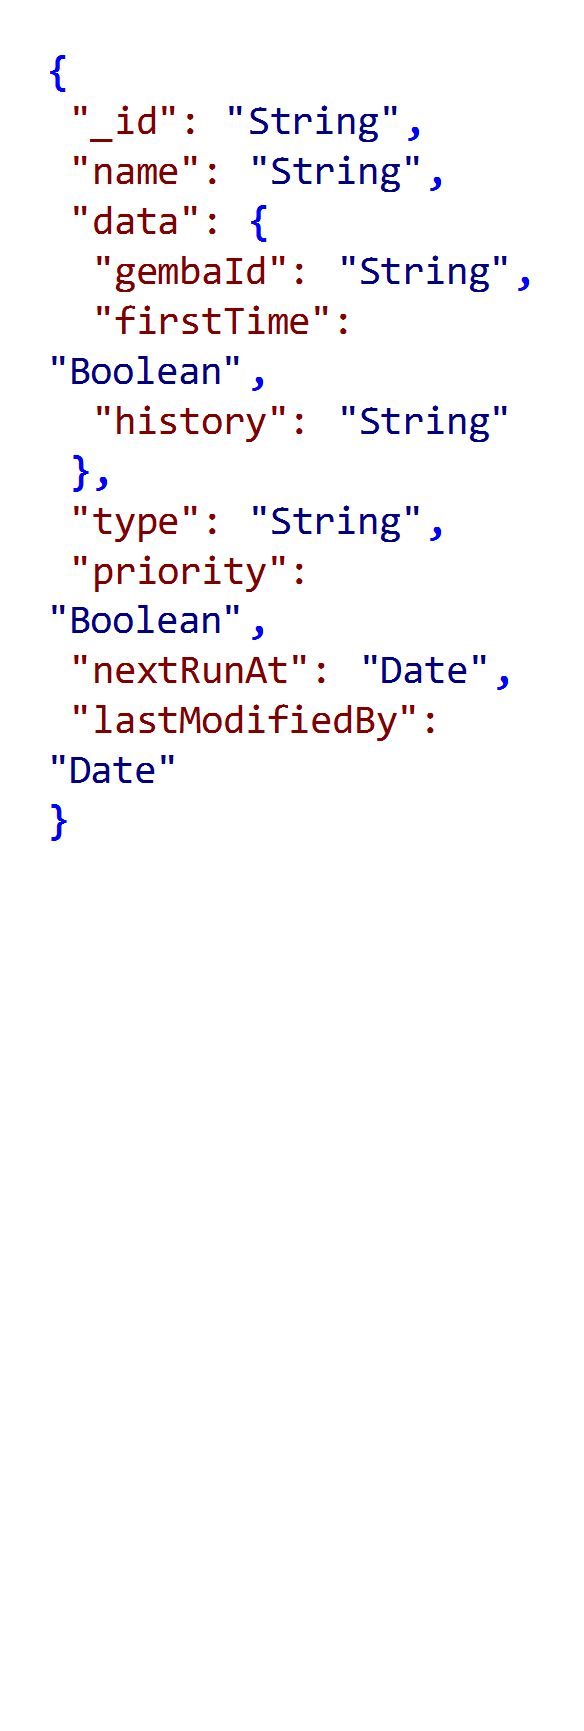 {
 "_id": "String",
 "name": "String",
 "data": {
  "gembaId": "String",
  "firstTime":
"Boolean",
  "history": "String"
 },
 "type": "String",
 "priority":
"Boolean",
 "nextRunAt": "Date",
 "lastModifiedBy":
"Date"
}